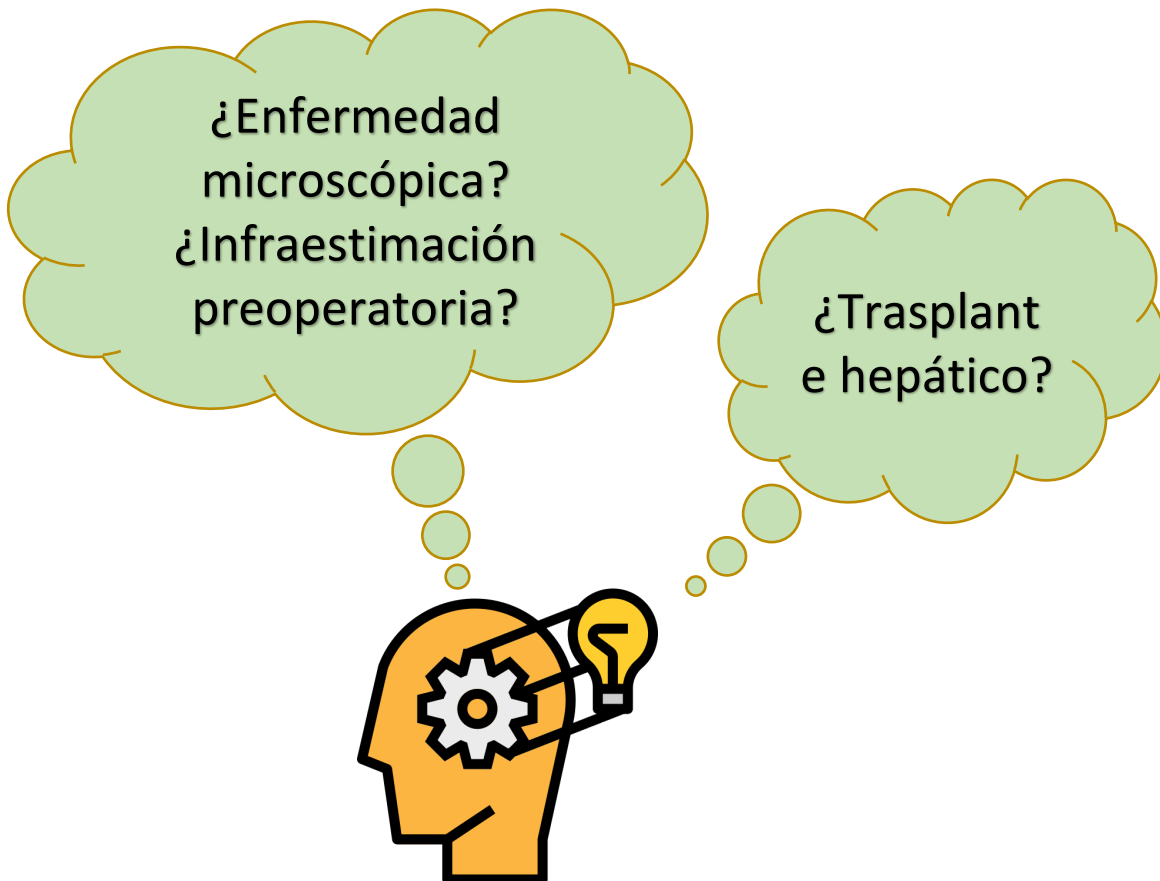 ¿Enfermedad
microscópica?
¿Infraestimación
preoperatoria?
¿Trasplant
e hepático?